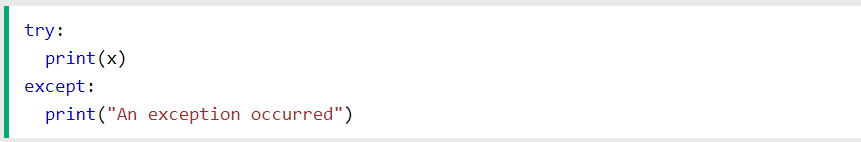 try:
  print(x)
except:
  print("An exception occurred")